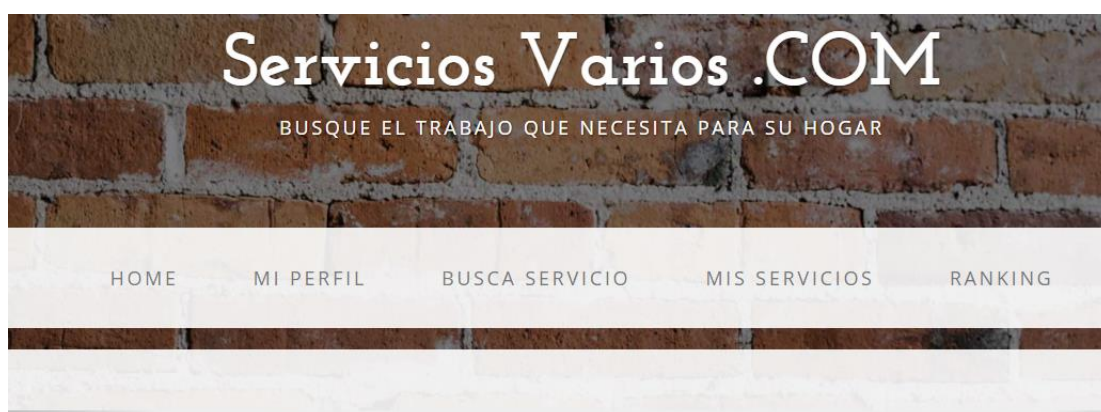 Servicios Varios .COM
BUSQUE EL TRABAJO QUE NECESITA PARA SU HOGAR
HOME MI PERFIL BUSCA SERVICIO MIS SERVICIOS RANKING